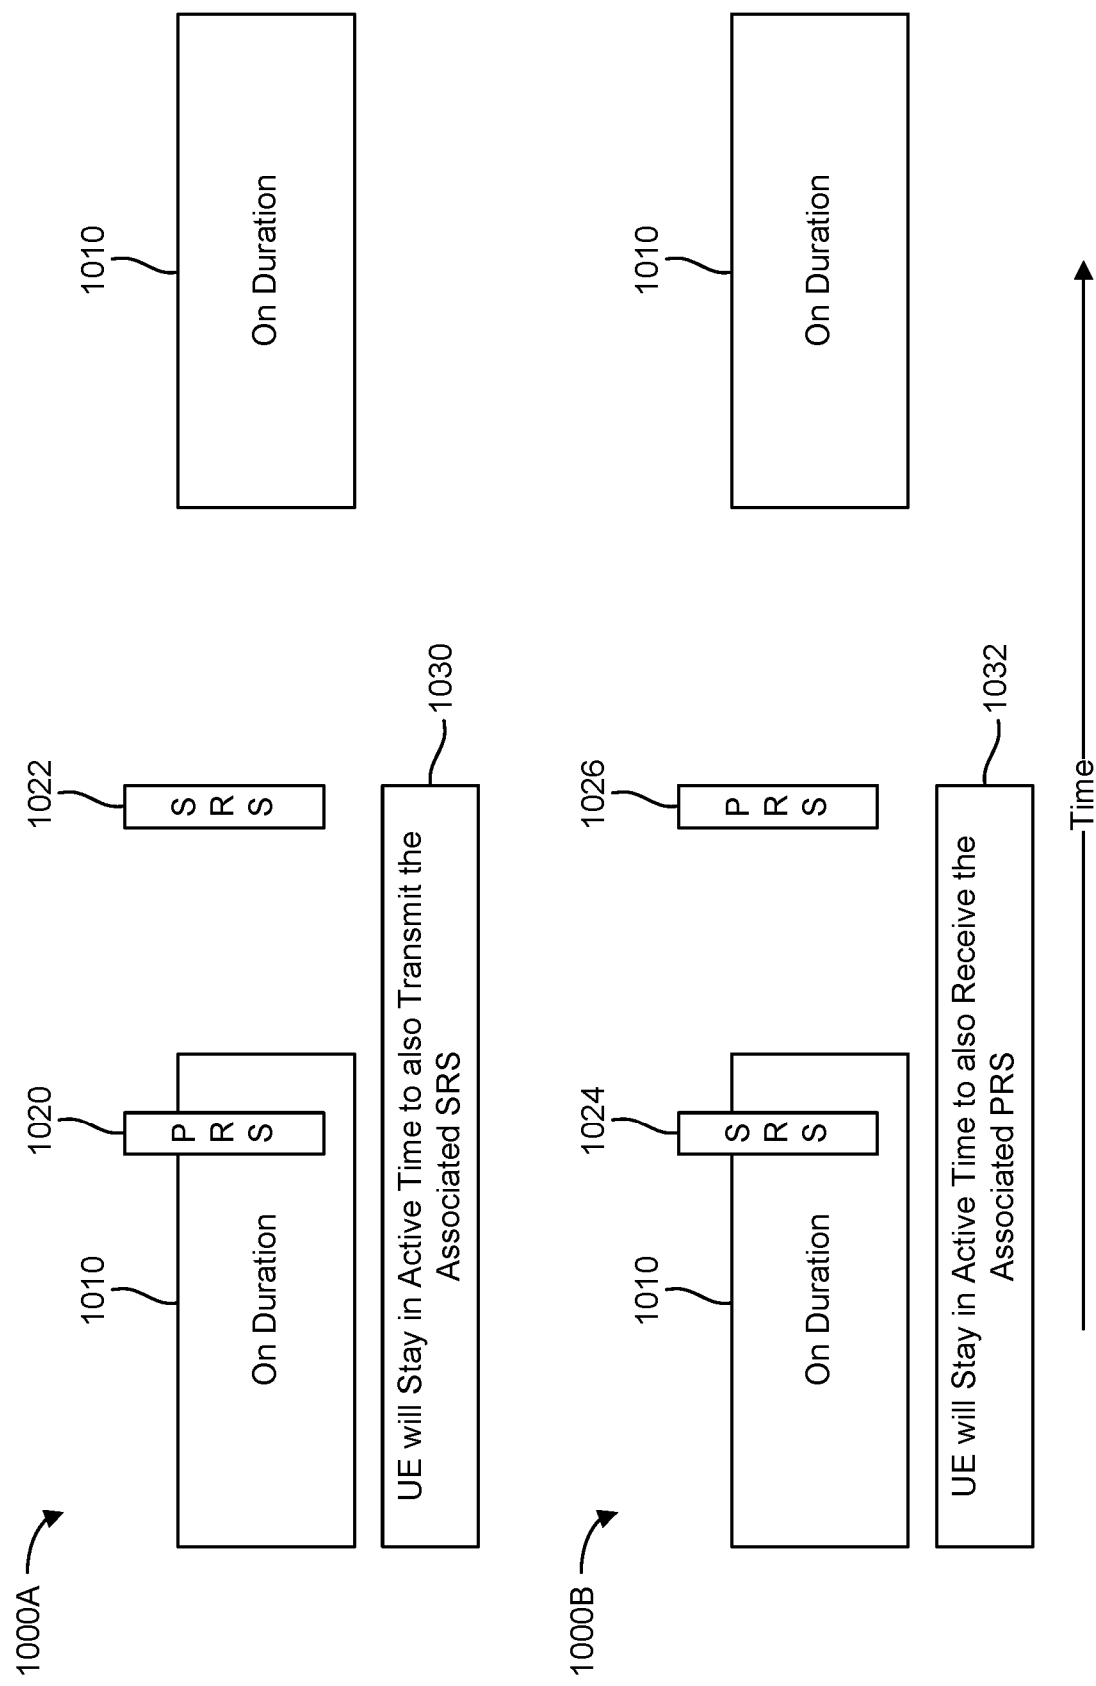 1000A
1010
1020
1022
1010
On Duration
P
R
S
S
R
S
On Duration
UE will Stay in Active Time to also Transmit the
Associated SRS
1030
1000B
1010
1024
1026
1010
On Duration
S
R
S
P
R
S
On Duration
UE will Stay in Active Time to also Receive the
Associated PRS
1032
Time